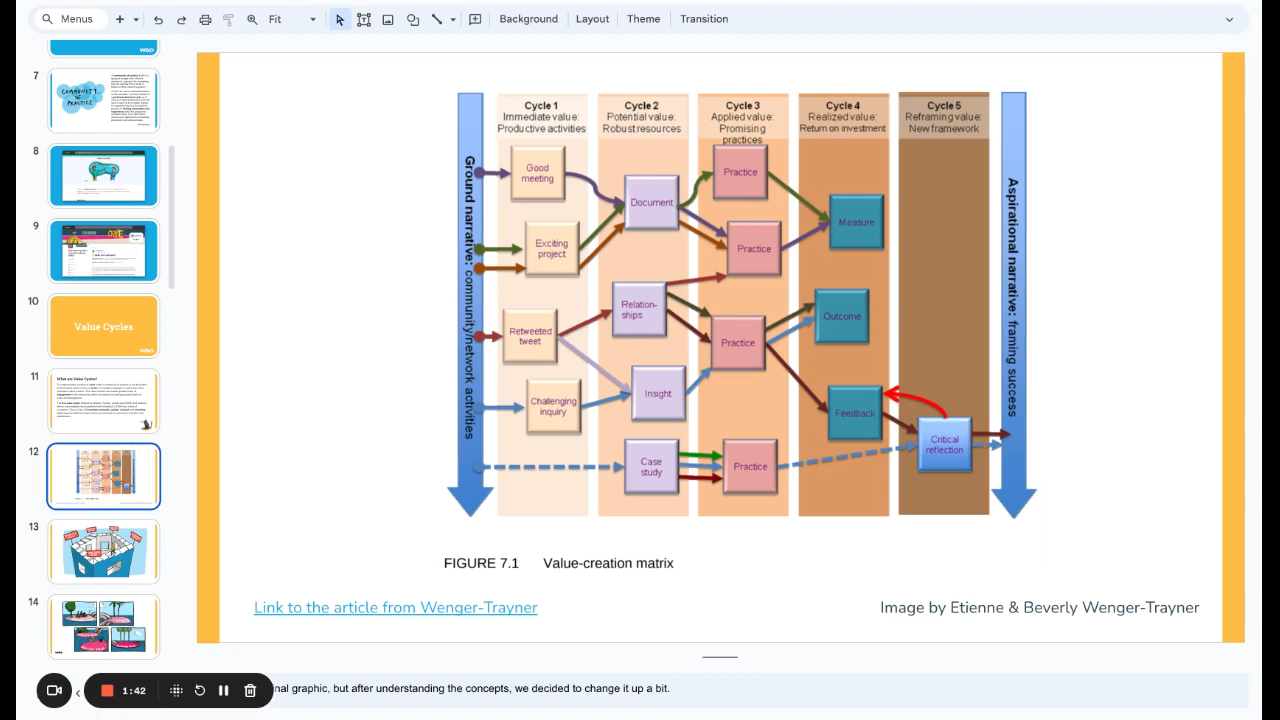 Menus
Fit
Background
Layout
Theme
Transition
7
COMMUNITY
OF
PRACTICE
8
9
10
Value Cycles
WAO
11
What are Value Cycles?
12
13
14
Cycle 1
Immediate value:
Productive activities
Cycle 2
Potential value:
Robust resources
Cycle 3
Applied value:
Promising
practices
Cycle 4
Realized value:
Return on investment
Cycle 5
Reframing value:
New framework
Ground narrative: community/network activities
Aspirational narrative: framing success
Good
meeting
Exciting
project
Retweeted
tweet
Challenging
inquiry
Document
Relation-
ships
Insight
Case
study
Practice
Practice
Practice
Practice
Measure
Outcome
Feedback
Critical
reflection
FIGURE 7.1 Value-creation matrix
Link to the article from Wenger-Trayner
Image by Etienne & Beverly Wenger-Trayner
1:42
nal graphic, but after understanding the concepts, we decided to change it up a bit.